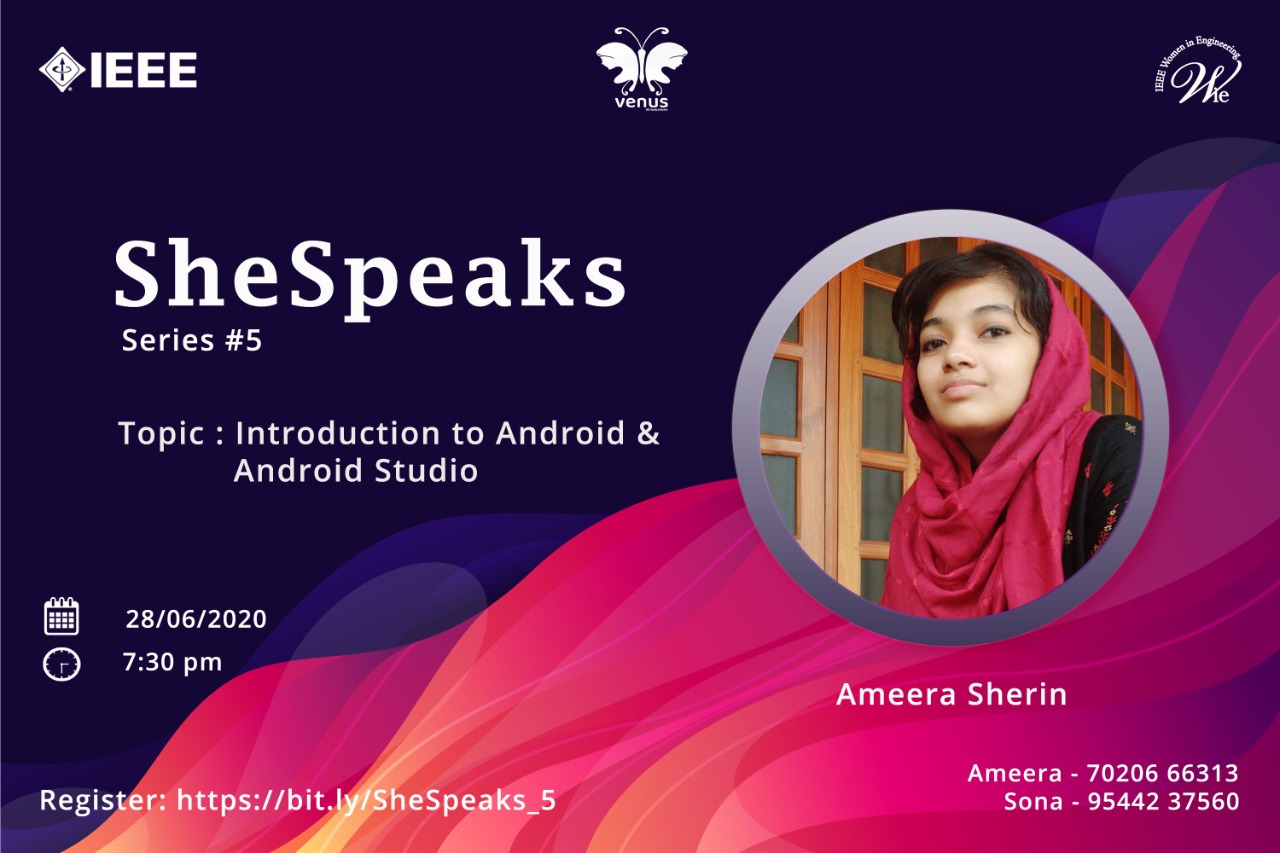 IEEE
venus
IEEE Women in Engineering
Wie
SheSpeaks
Series #5
Topic : Introduction to Android &
Android Studio
28/06/2020
7:30 pm
Ameera Sherin
Ameera - 70206 66313
Sona - 95442 37560
Register: https://bit.ly/SheSpeaks_5